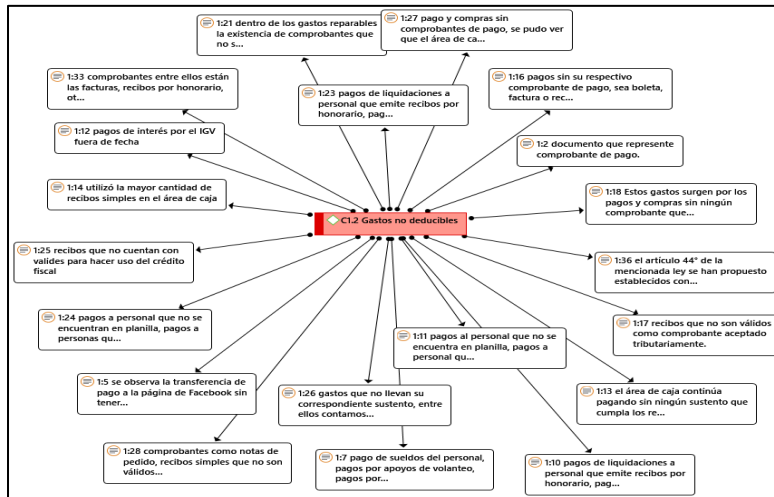 1:21 dentro de los gastos reparables
la existencia de comprobantes que
no s...
1:27 pago y compras sin
comprobantes de pago, se pudo ver
que el área de ca...
1:33 comprobantes entre ellos están
las facturas, recibos por honorario,
ot...
1:23 pagos de liquidaciones a
personal que emite recibos por
honorario, pag...
1:16 pagos sin su respectivo
comprobante de pago, sea boleta,
factura o rec...
1:12 pagos de interés por el IGV
fuera de fecha
1:2 documento que represente
comprobante de pago.
1:14 utilizó la mayor cantidad de
recibos simples en el área de caja
1:18 Estos gastos surgen por los
pagos y compras sin ningún
comprobante que...
C1.2 Gastos no deducibles
1:25 recibos que no cuentan con
valides para hacer uso del crédito
fiscal
1:36 el artículo 44° de la
mencionada ley se han propuesto
establecidos con...
1:24 pagos a personal que no se
encuentran en planilla, pagos a
personas qu...
1:11 pagos al personal que no se
encuentra en planilla, pagos a
personal qu...
1:17 recibos que no son válidos
como comprobante aceptado
tributariamente.
1:5 se observa la transferencia de
pago a la página de Facebook sin
tener...
1:26 gastos que no llevan su
correspondiente sustento, entre
ellos contamos...
1:13 el área de caja continúa
pagando sin ningún sustento que
cumpla los re...
1:28 comprobantes como notas de
pedido, recibos simples que no son
válidos...
1:7 pago de sueldos del personal,
pagos por apoyos de volanteo,
pagos por...
1:10 pagos de liquidaciones a
personal que emite recibos por
honorario, pag...